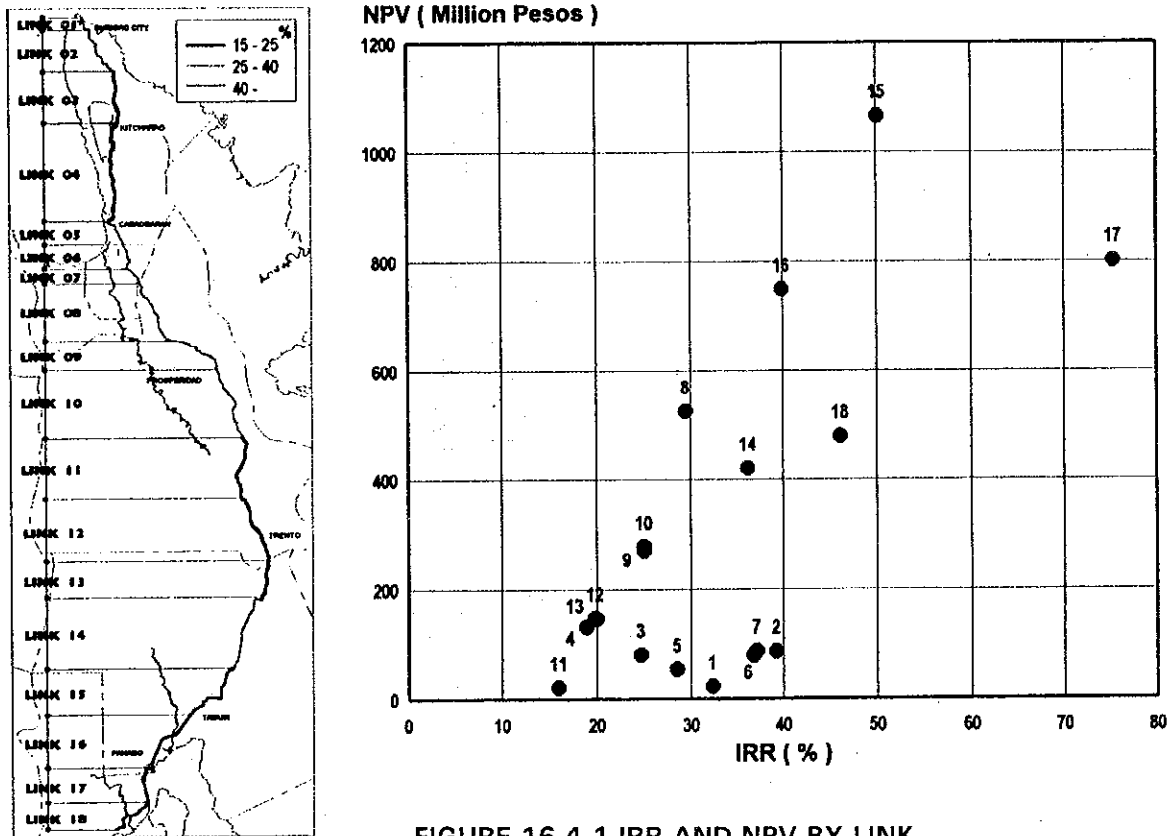 LINK 01
LINK 02
LINK 03
LINK 04
LINK 05
LINK 06
LINK 07
LINK 08
LINK 09
LINK 10
LINK 11
LINK 12
LINK 13
LINK 14
LINK 15
LINK 16
LINK 17
LINK 18
CITY
KITCHARAO
CABADBARAN
PROSPERIDAD
TRENTO
TAGUM
PANABO
%
15 - 25
25 - 40
40 -
NPV ( Million Pesos )
1200
1000
800
600
400
200
0
15
17
16
8
18
14
10
9
12
13
4
3
5
7
2
6
1
11
0
10
20
30
40
50
60
70
80
IRR ( % )
FIGURE 16.4-1 IRR AND NPV BY LINK